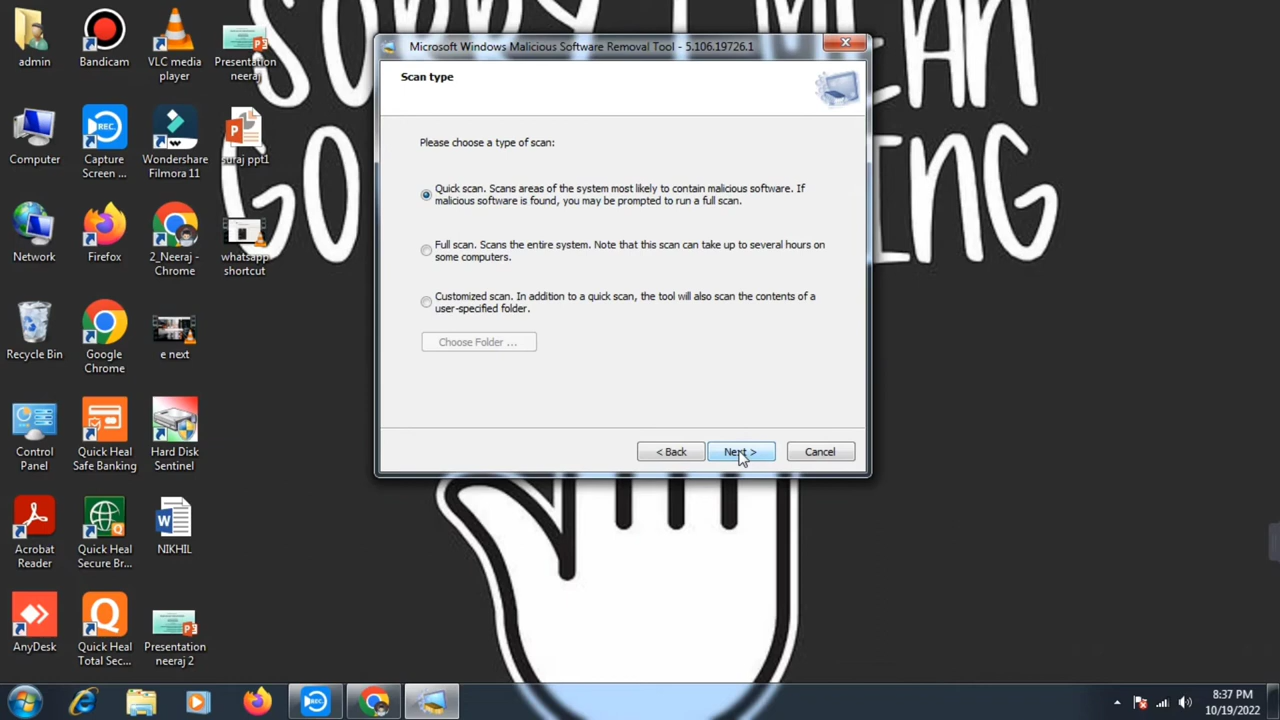 SORRY I MEAN
GO
ING
admin
Bandicam
VLC media
player
Presentation
neeraj
Computer
REC
Capture
Screen ...
Wondershare
Filmora 11
suraj ppt1
Network
Firefox
2_Neeraj -
Chrome
whatsapp
shortcut
Recycle Bin
Google
Chrome
e next
Control
Panel
Quick Heal
Safe Banking
Hard Disk
Sentinel
Acrobat
Reader
Quick Heal
Secure Br...
NIKHIL
AnyDesk
Quick Heal
Total Sec...
Presentation
neeraj 2
Microsoft Windows Malicious Software Removal Tool - 5.106.19726.1
Scan type
Please choose a type of scan:
Quick scan. Scans areas of the system most likely to contain malicious software. If
malicious software is found, you may be prompted to run a full scan.
Full scan. Scans the entire system. Note that this scan can take up to several hours on
some computers.
Customized scan. In addition to a quick scan, the tool will also scan the contents of a
user-specified folder.
Choose Folder ...
< Back
Next >
Cancel
REC
8:37 PM
10/19/2022